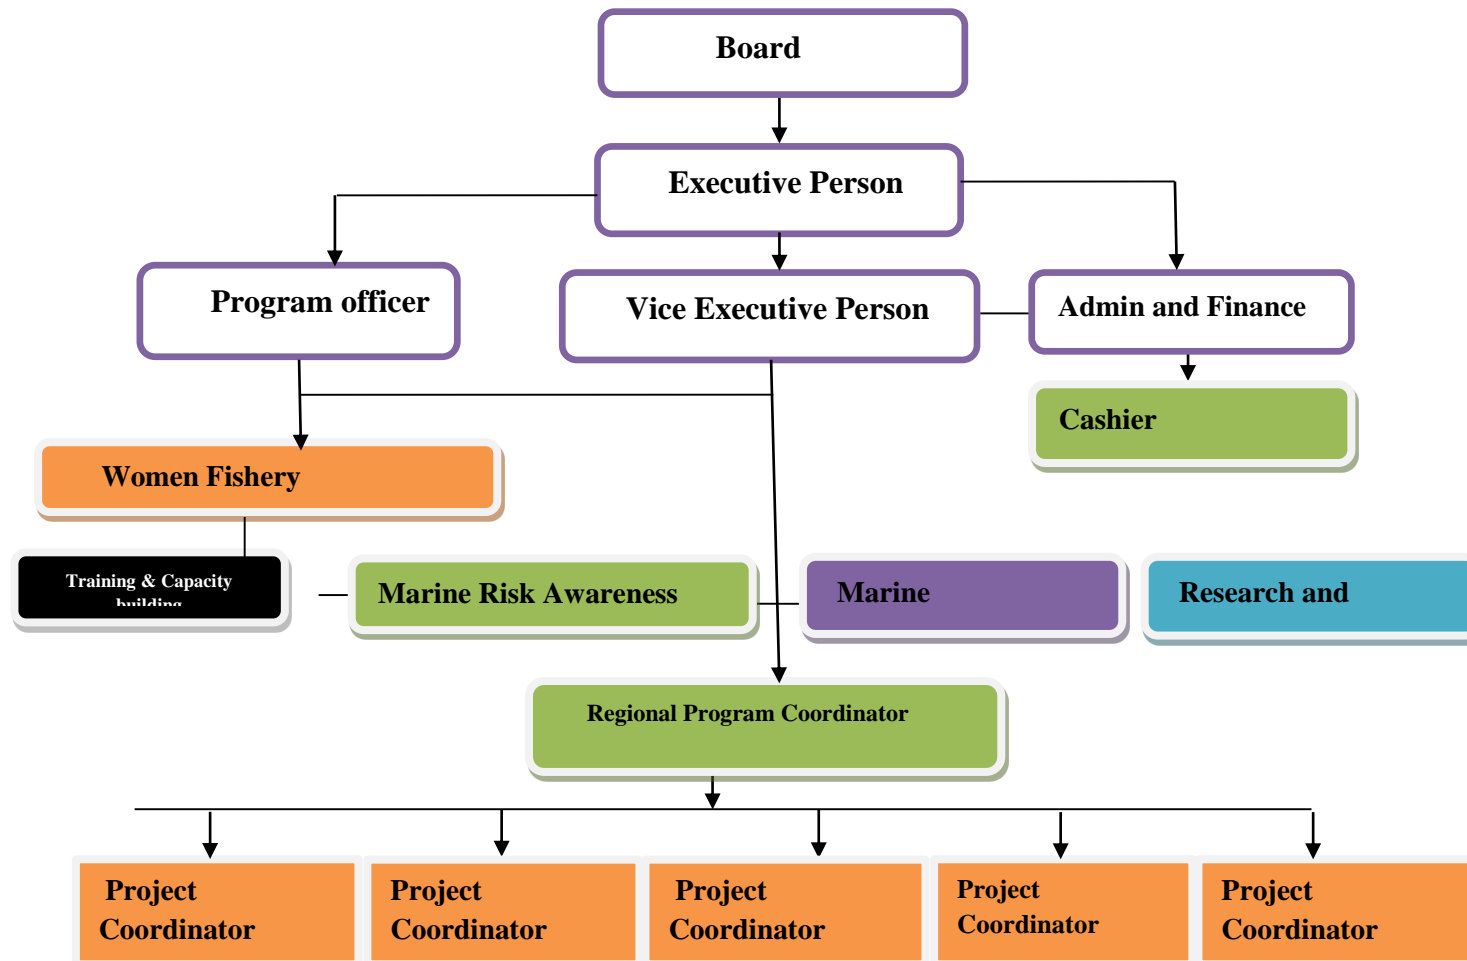 Board
Executive Person
Program officer
Vice Executive Person
Admin and Finance
Cashier
Women Fishery
Training & Capacity
building
Marine Risk Awareness
Marine
Research and
Regional Program Coordinator
Project
Coordinator
Project
Coordinator
Project
Coordinator
Project
Coordinator
Project
Coordinator